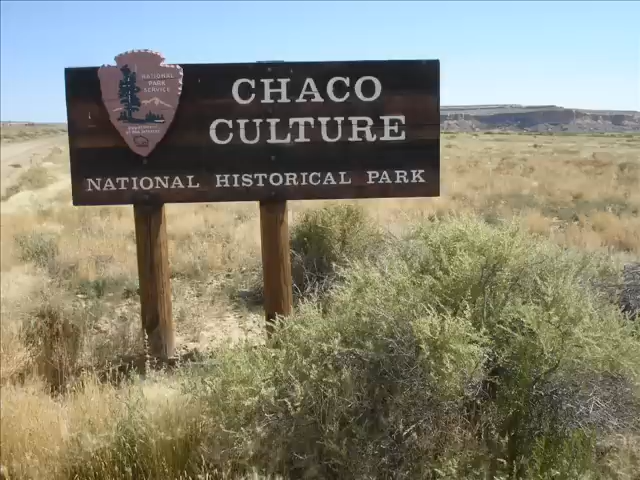 NATIONAL
PARK
SERVICE
CHACO
CULTURE
NATIONAL HISTORICAL PARK